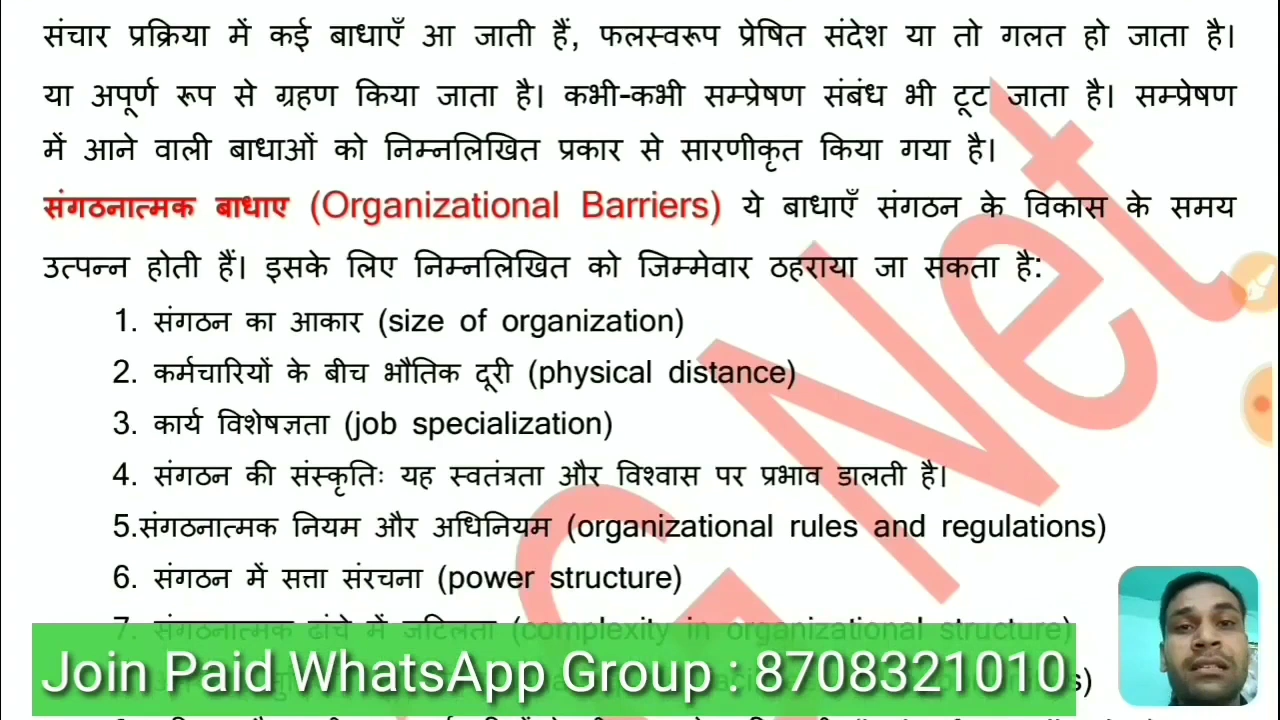 संचार प्रक्रिया में कई बाधाएँ आ जाती हैं, फलस्वरूप प्रेषित संदेश या तो गलत हो जाता है।
या अपूर्ण रूप से ग्रहण किया जाता है। कभी-कभी सम्प्रेषण संबंध भी टूट जाता है। सम्प्रेषण
में आने वाली बाधाओं को निम्नलिखित प्रकार से सारणीकृत किया गया है।
संगठनात्मक बाधाए (Organizational Barriers) ये बाधाएँ संगठन के विकास के समय
उत्पन्न होती हैं। इसके लिए निम्नलिखित को जिम्मेवार ठहराया जा सकता है:
1. संगठन का आकार (size of organization)
2. कर्मचारियों के बीच भौतिक दूरी (physical distance)
3. कार्य विशेषज्ञता (job specialization)
4. संगठन की संस्कृतिः यह स्वतंत्रता और विश्वास पर प्रभाव डालती है।
5.संगठनात्मक नियम और अधिनियम (organizational rules and regulations)
6. संगठन में सत्ता संरचना (power structure)
7. संगठनात्मक ढांचे में जटिलता (complexity in organizational structure)
Join Paid WhatsApp Group : 8708321010
G Net